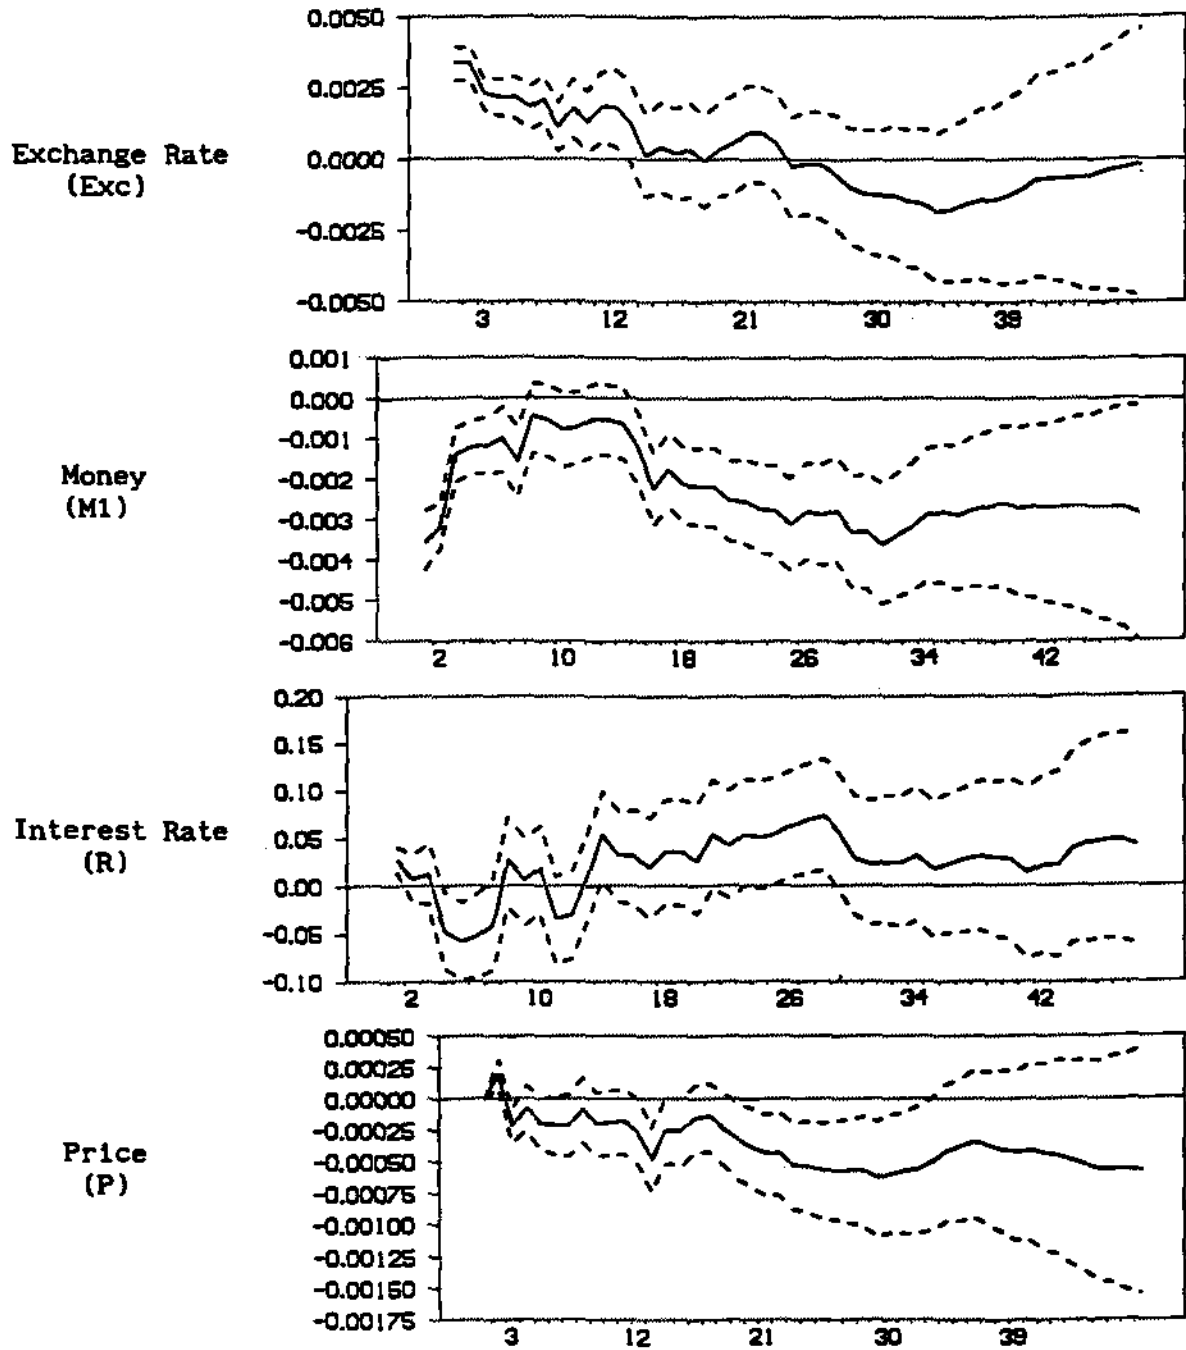 0.0050
0.0025
0.0000
-0.0025
-0.0050
Exchange Rate
(Exc)
3 12 21 30 39
0.001
0.000
-0.001
-0.002
-0.003
-0.004
-0.005
-0.006
Money
(M1)
2 10 18 26 34 42
0.20
0.15
0.10
0.05
0.00
-0.05
-0.10
Interest Rate
(R)
2 10 18 26 34 42
0.00050
0.00025
0.00000
-0.00025
-0.00050
-0.00075
-0.00100
-0.00125
-0.00150
-0.00175
Price
(P)
3 12 21 30 39